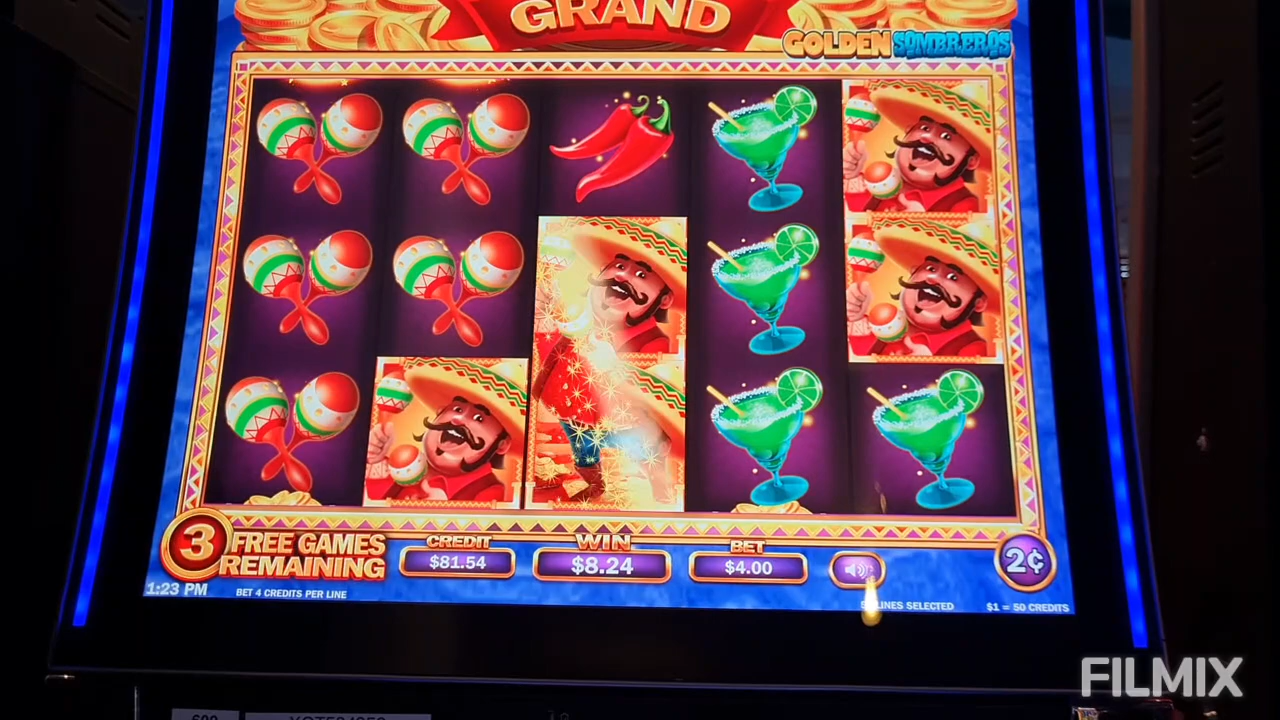 GRAND
GOLDEN SOMBREROS
3 FREE GAMES
REMAINING
CREDIT
$81.54
WIN
$8.24
BET
$4.00
2¢
1:23 PM
BET 4 CREDITS PER LINE
LINES SELECTED
$1 = 50 CREDITS
FILMIX